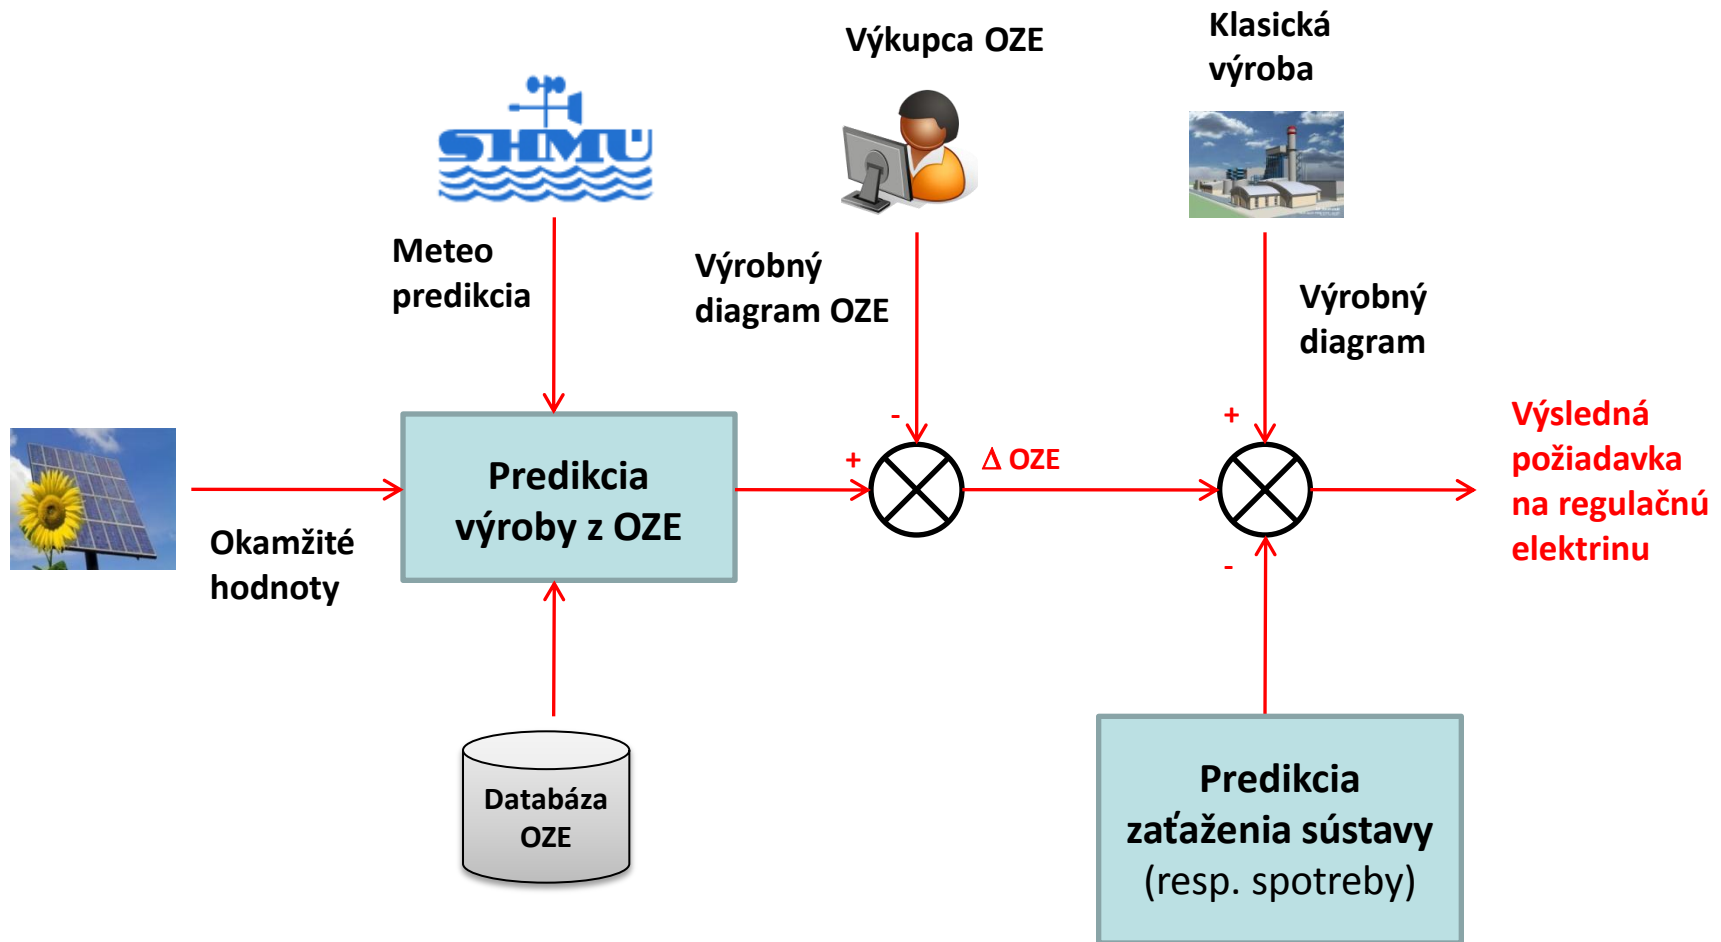 Výkupca OZE
Klasická
výroba
SHMÚ
Meteo
predikcia
Výrobný
diagram OZE
Výrobný
diagram
Okamžité
hodnoty
Predikcia
výroby z OZE
-
+
Δ OZE
+
-
Výsledná
požiadavka
na regulačnú
elektrinu
Databáza
OZE
Predikcia
zaťaženia sústavy
(resp. spotreby)